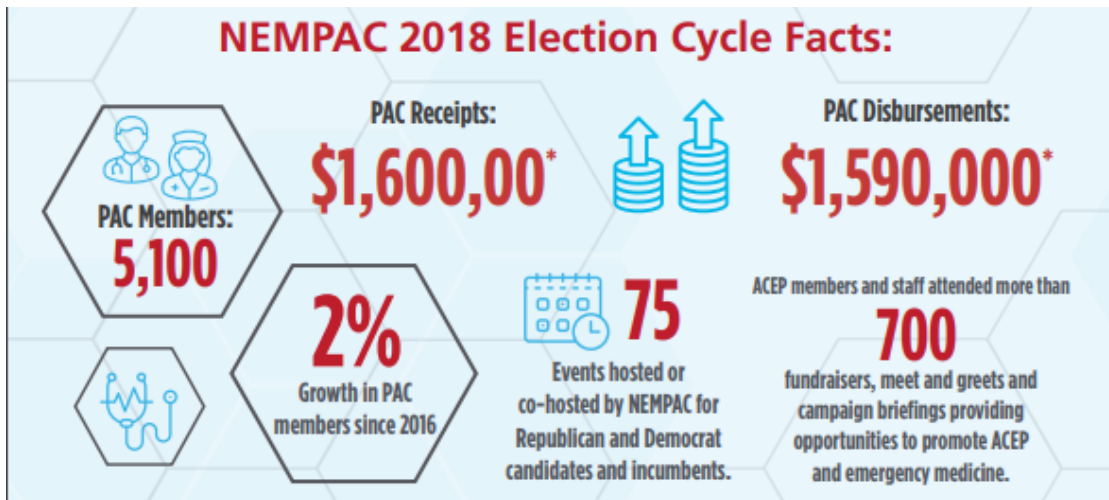 NEMPAC 2018 Election Cycle Facts:
PAC Members:
5,100
PAC Receipts:
$1,600,00*
PAC Disbursements:
$1,590,000*
2%
Growth in PAC
members since 2016
75
Events hosted or
co-hosted by NEMPAC for
Republican and Democrat
candidates and incumbents.
ACEP members and staff attended more than
700
fundraisers, meet and greets and
campaign briefings providing
opportunities to promote ACEP
and emergency medicine.